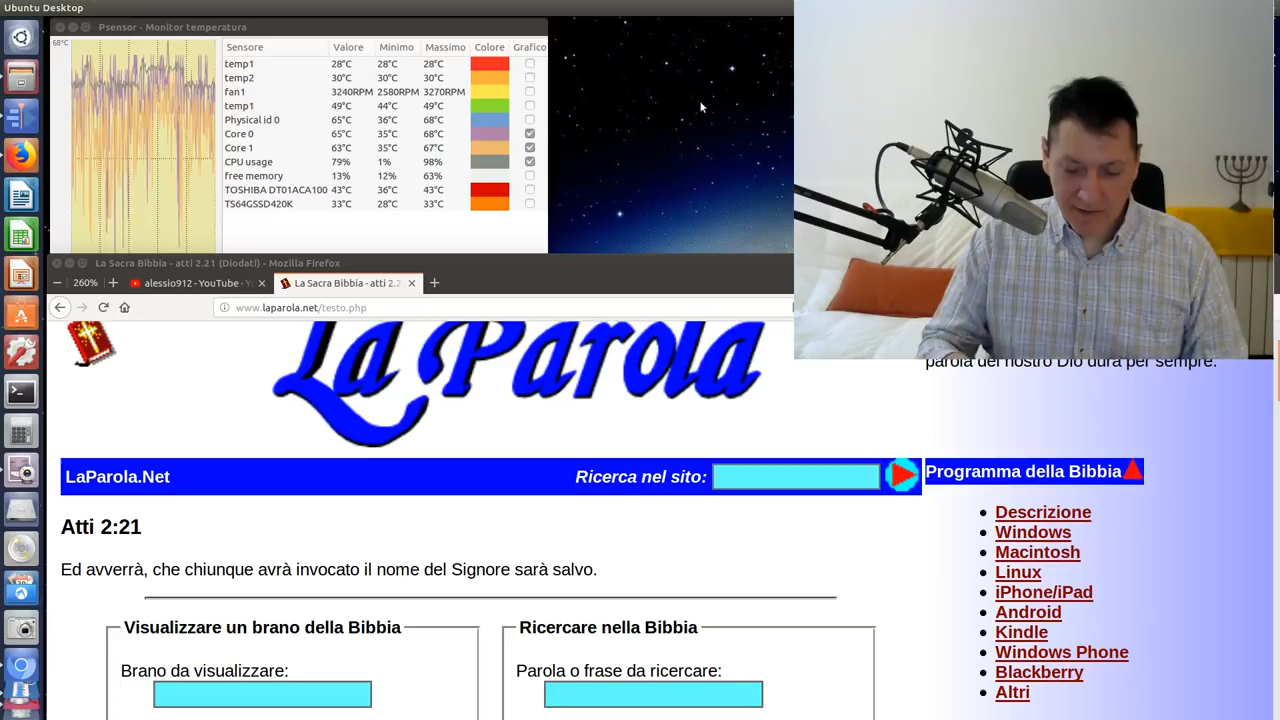 Ubuntu Desktop
Psensor - Monitor temperatura
68°C
Sensore Valore Minimo Massimo Colore Grafico
temp1 28°C 28°C 28°C
temp2 30°C 30°C 30°C
fan1 3240RPM 2580RPM 3270RPM
temp1 49°C 44°C 49°C
Physical id 0 65°C 36°C 68°C
Core 0 65°C 35°C 68°C
Core 1 63°C 35°C 67°C
CPU usage 79% 1% 98%
free memory 13% 12% 63%
TOSHIBA DT01ACA100 43°C 36°C 43°C
TS64GSSD420K 33°C 28°C 33°C
La Sacra Bibbia - atti 2.21 (Diodati) - Mozilla Firefox
260% alessio912 - YouTube - La Sacra Bibbia - atti 2.2
www.laparola.net/testo.php
La Parola
parola del nostro Dio dura per sempre.
LaParola.Net Ricerca nel sito:
Programma della Bibbia
Descrizione
Windows
Macintosh
Linux
iPhone/iPad
Android
Kindle
Windows Phone
Blackberry
Altri
Atti 2:21
Ed avverrà, che chiunque avrà invocato il nome del Signore sarà salvo.
Visualizzare un brano della Bibbia
Brano da visualizzare:
Ricercare nella Bibbia
Parola o frase da ricercare: